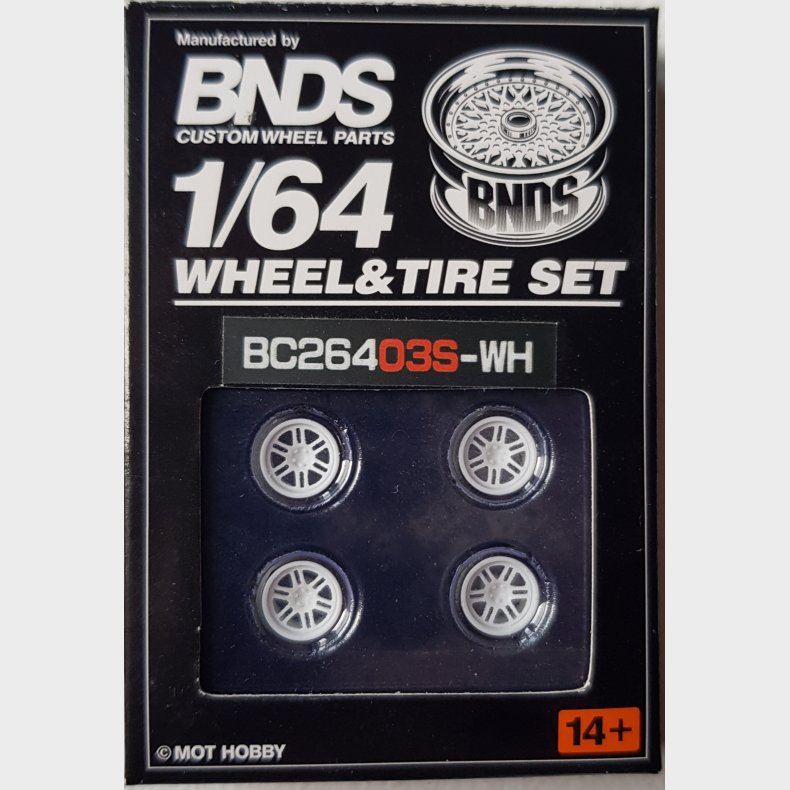 Manufactured by
BNDS
CUSTOM WHEEL PARTS
BNDS
1/64
WHEEL&TIRE SET
BC26403S-WH
14+
© MOT HOBBY